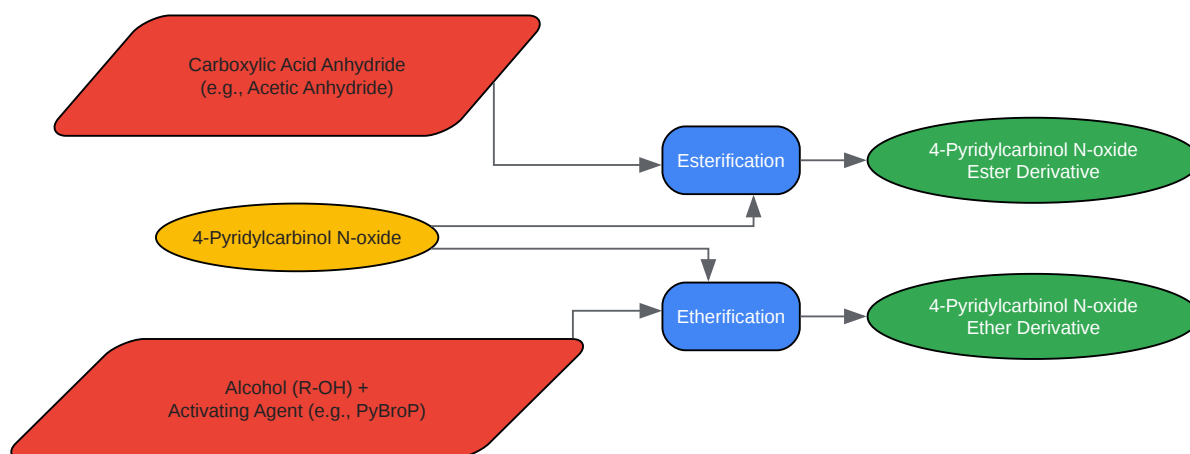 Carboxylic Acid Anhydride
(e.g., Acetic Anhydride)
Esterification
4-Pyridylcarbinol N-oxide
Ester Derivative
4-Pyridylcarbinol N-oxide
Etherification
4-Pyridylcarbinol N-oxide
Ether Derivative
Alcohol (R-OH) +
Activating Agent (e.g., PyBroP)